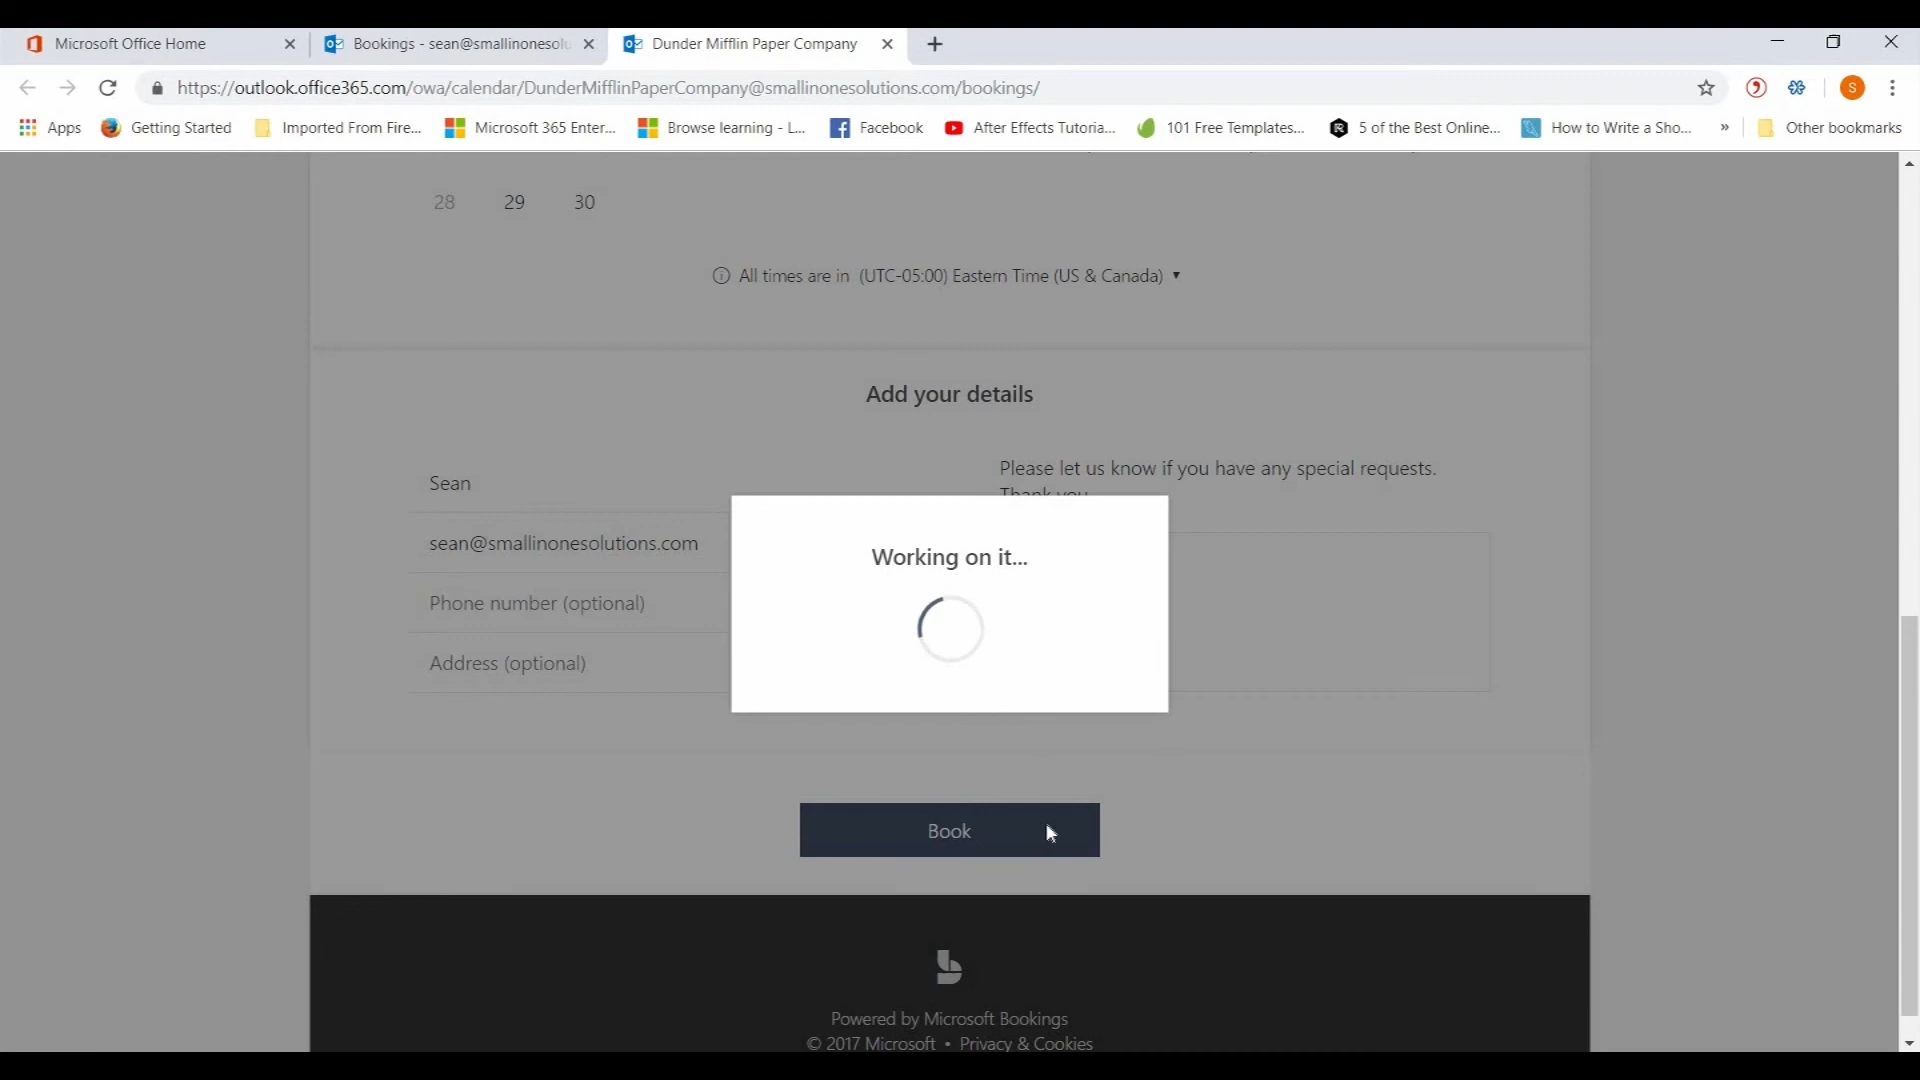 Microsoft Office Home
Bookings - sean@smallinonesolu
Dunder Mifflin Paper Company
https://outlook.office365.com/owa/calendar/DunderMifflinPaperCompany@smallinonesolutions.com/bookings/
S
Apps
Getting Started
Imported From Fire...
Microsoft 365 Enter...
Browse learning - L...
Facebook
After Effects Tutoria...
101 Free Templates...
5 of the Best Online...
How to Write a Sho...
»
Other bookmarks
28 29 30
All times are in (UTC-05:00) Eastern Time (US & Canada)
Add your details
Sean
sean@smallinonesolutions.com
Phone number (optional)
Address (optional)
Please let us know if you have any special requests.
Thank you
Working on it...
Book
Powered by Microsoft Bookings
© 2017 Microsoft • Privacy & Cookies